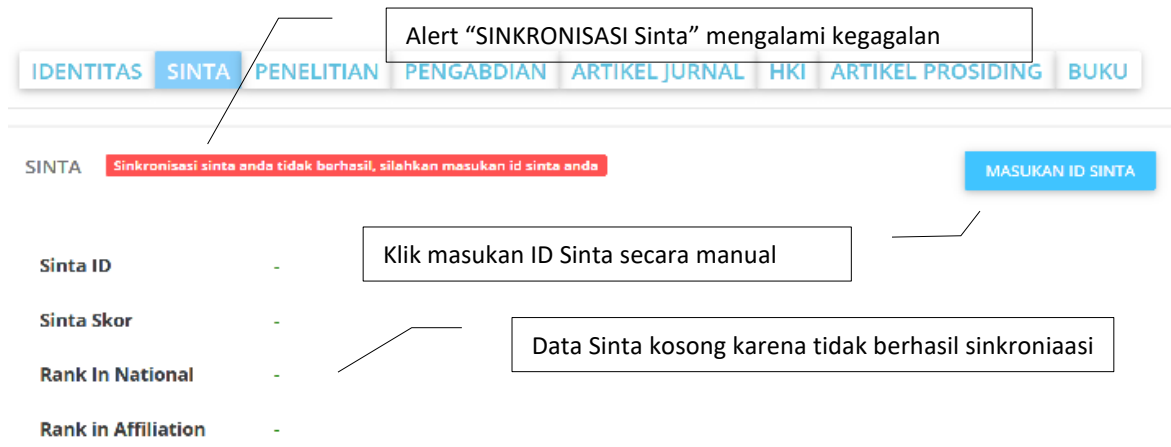 Alert “SINKRONISASI Sinta” mengalami kegagalan
IDENTITAS SINTA PENELITIAN PENGABDIAN ARTIKEL JURNAL HKI ARTIKEL PROSIDING BUKU
SINTA Sinkronisasi sinta anda tidak berhasil, silahkan masukan id sinta anda
MASUKAN ID SINTA
Klik masukan ID Sinta secara manual
Sinta ID -
Sinta Skor -
Data Sinta kosong karena tidak berhasil sinkroniaasi
Rank In National -
Rank in Affiliation -